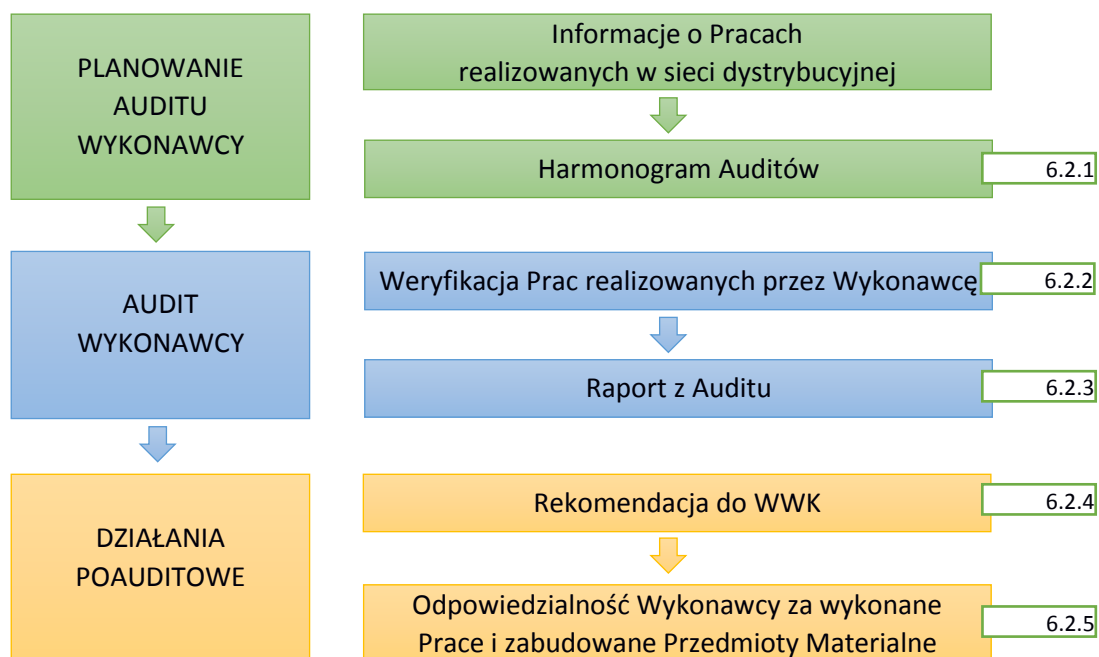 PLANOWANIE
AUDITU
WYKONAWCY
Informacje o Pracach
realizowanych w sieci dystrybucyjnej
Harmonogram Auditów
6.2.1
AUDIT
WYKONAWCY
Weryfikacja Prac realizowanych przez Wykonawcę
6.2.2
Raport z Auditu
6.2.3
DZIAŁANIA
POAUDITOWE
Rekomendacja do WWK
6.2.4
Odpowiedzialność Wykonawcy za wykonane
Prace i zabudowane Przedmioty Materialne
6.2.5